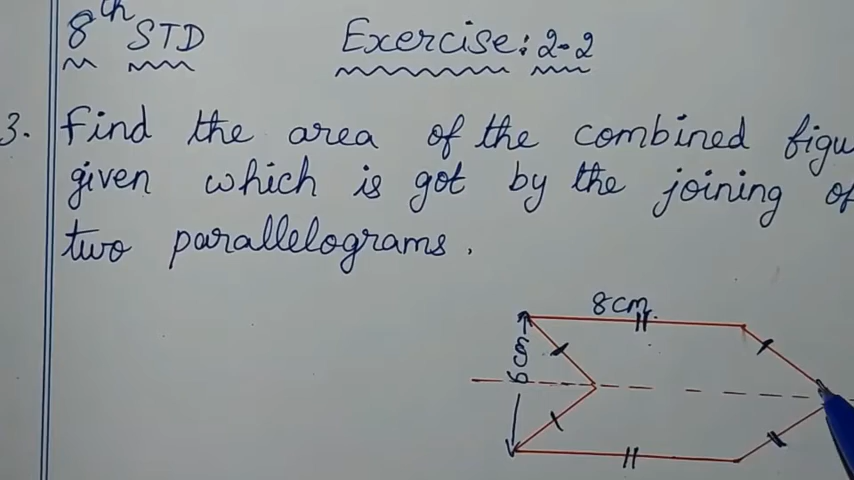 8th STD Exercise: 2.2
3. Find the area of the combined figu
given which is got by the joining of
two parallelograms.
8cm.
6cm